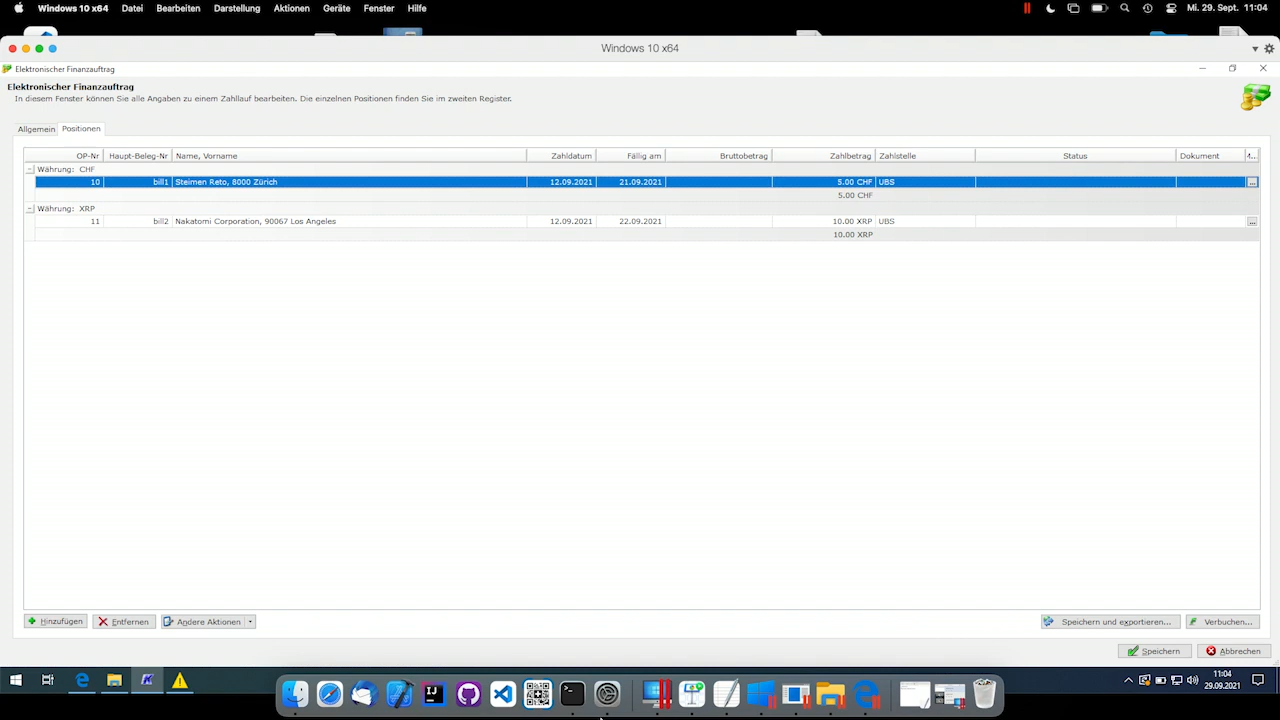 Windows 10 x64 Datei Bearbeiten Darstellung Aktionen Geräte Fenster Hilfe Mi. 29. Sept. 11:04
Windows 10 x64
Elektronischer Finanzauftrag
Elektronischer Finanzauftrag
In diesem Fenster können Sie alle Angaben zu einem Zahllauf bearbeiten. Die einzelnen Positionen finden Sie im zweiten Register.
Allgemein Positionen
OP-Nr Haupt-Beleg-Nr Name, Vorname Zahldatum Fällig am Bruttobetrag Zahlbetrag Zahlstelle Status Dokument
Währung: CHF
10 bill1 Steimen Reto, 8000 Zürich 12.09.2021 21.09.2021 5.00 CHF UBS ...
5.00 CHF
Währung: XRP
11 bill2 Nakatomi Corporation, 90067 Los Angeles 12.09.2021 22.09.2021 10.00 XRP UBS ...
10.00 XRP
Hinzufügen Entfernen Andere Aktionen Speichern und exportieren... Verbuchen...
Speichern Abbrechen
11:04
29.09.2021